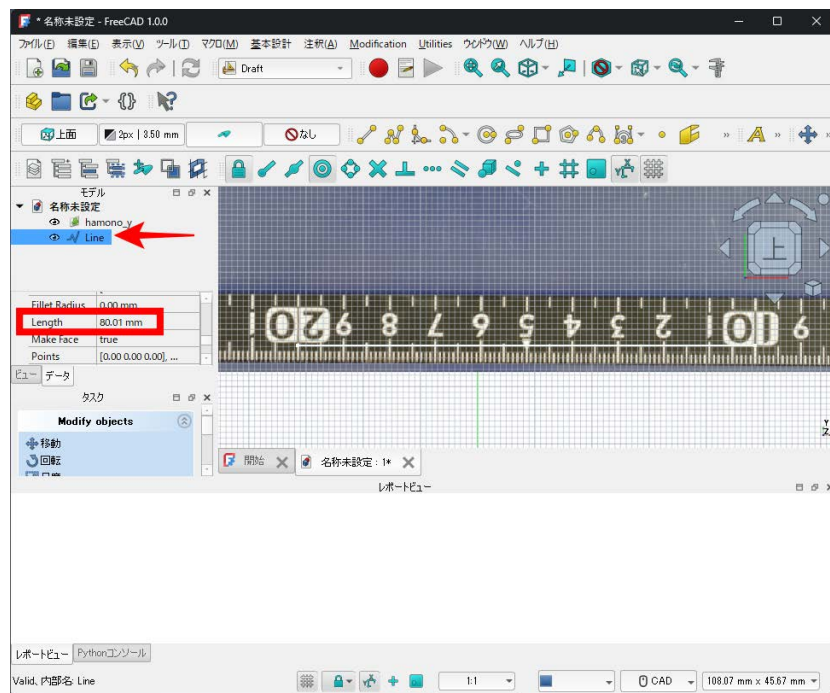 * 名称未設定 - FreeCAD 1.0.0
ファイル(F) 編集(E) 表示(V) ツール(T) マクロ(M) 基本設計 注釈(A) Modification Utilities ウィンドウ(W) ヘルプ(H)
Draft
上面 2px | 3.50 mm なし
モデル
名称未設定
hamono_y
Line
Fillet Radius 0.00 mm
Length 80.01 mm
Make Face true
Points [0.00 0.00 0.00], ...
ビュー データ
タスク
Modify objects
移動
回転
上
開始 名称未設定 : 1*
レポートビュー
レポートビュー Pythonコンソール
Valid、内部名: Line 1:1 CAD 108.07 mm x 45.67 mm